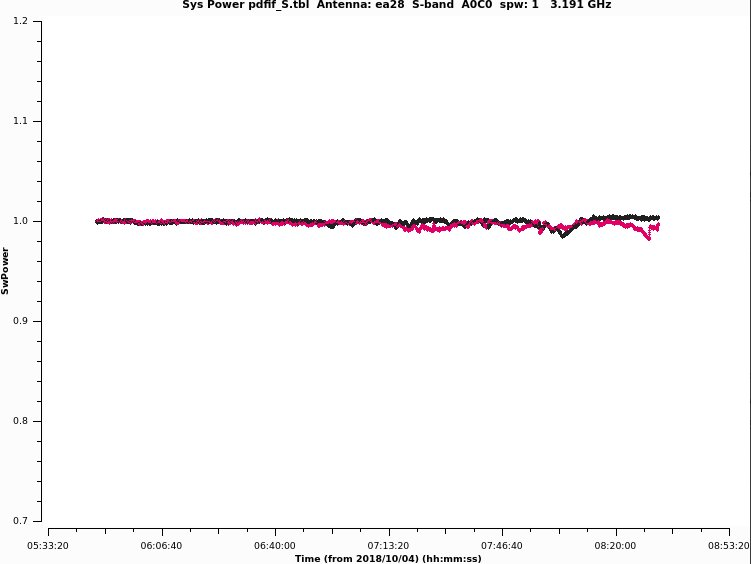 Sys Power pdfif_S.tbl Antenna: ea28 S-band A0C0 spw: 1 3.191 GHz
1.2
1.1
1.0
0.9
0.8
0.7
SwPower
05:33:20 06:06:40 06:40:00 07:13:20 07:46:40 08:20:00 08:53:20
Time (from 2018/10/04) (hh:mm:ss)